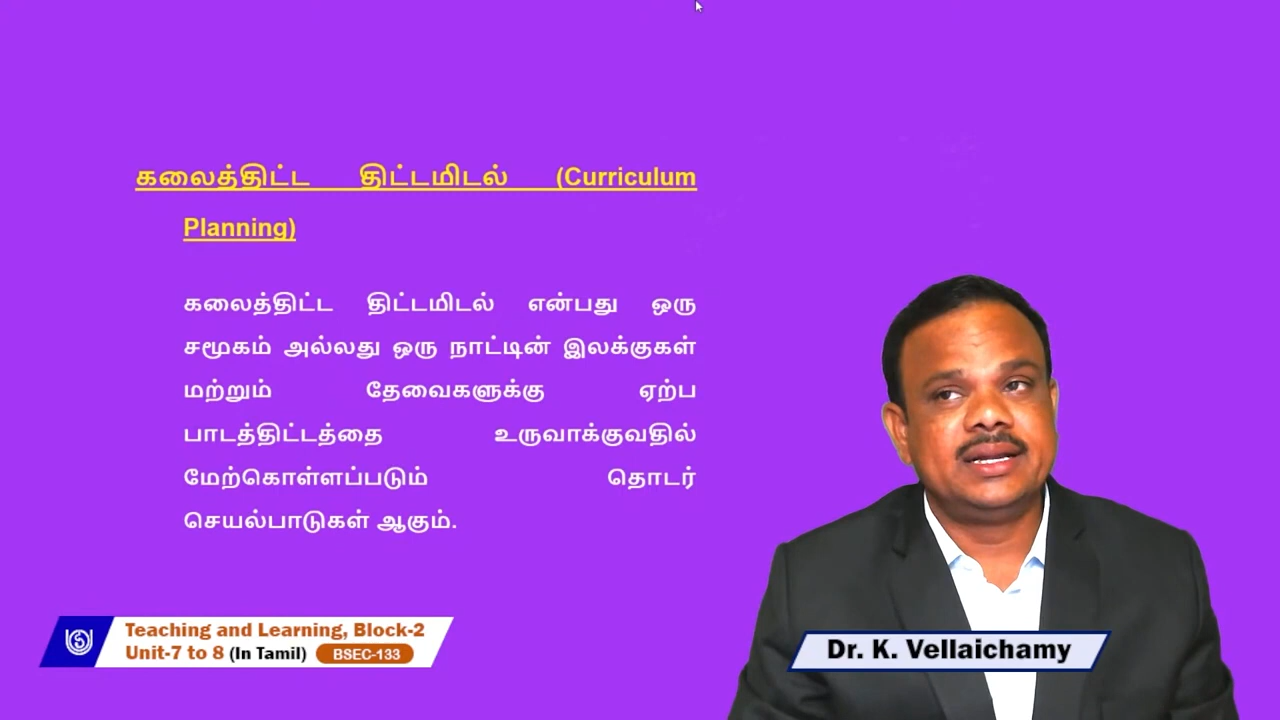 கலைத்திட்ட திட்டமிடல் (Curriculum
Planning)
கலைத்திட்ட திட்டமிடல் என்பது ஒரு
சமூகம் அல்லது ஒரு நாட்டின் இலக்குகள்
மற்றும் தேவைகளுக்கு ஏற்ப
பாடத்திட்டத்தை உருவாக்குவதில்
மேற்கொள்ளப்படும் தொடர்
செயல்பாடுகள் ஆகும்.
Teaching and Learning, Block-2
Unit-7 to 8 (In Tamil) BSEC-133
Dr. K. Vellaichamy